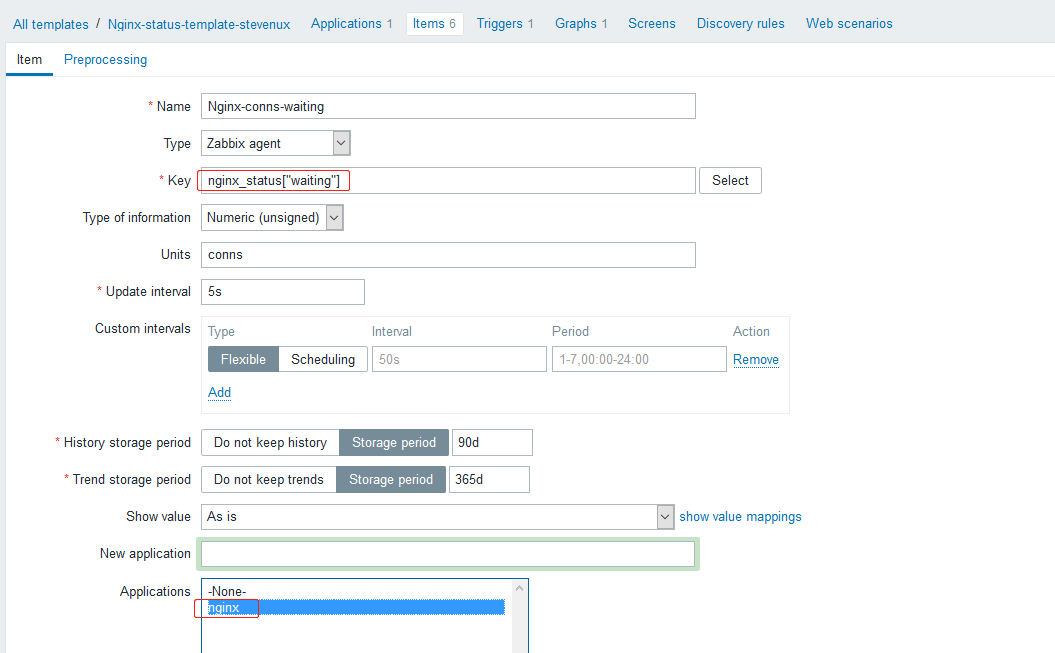 All templates / Nginx-status-template-stevenux Applications 1 Items 6 Triggers 1 Graphs 1 Screens Discovery rules Web scenarios
Item Preprocessing
* Name Nginx-conns-waiting
Type Zabbix agent
* Key nginx_status["waiting"] Select
Type of information Numeric (unsigned)
Units conns
* Update interval 5s
Custom intervals Type Interval Period Action
Flexible Scheduling 50s 1-7,00:00-24:00 Remove
Add
* History storage period Do not keep history Storage period 90d
* Trend storage period Do not keep trends Storage period 365d
Show value As is show value mappings
New application
Applications -None-
nginx